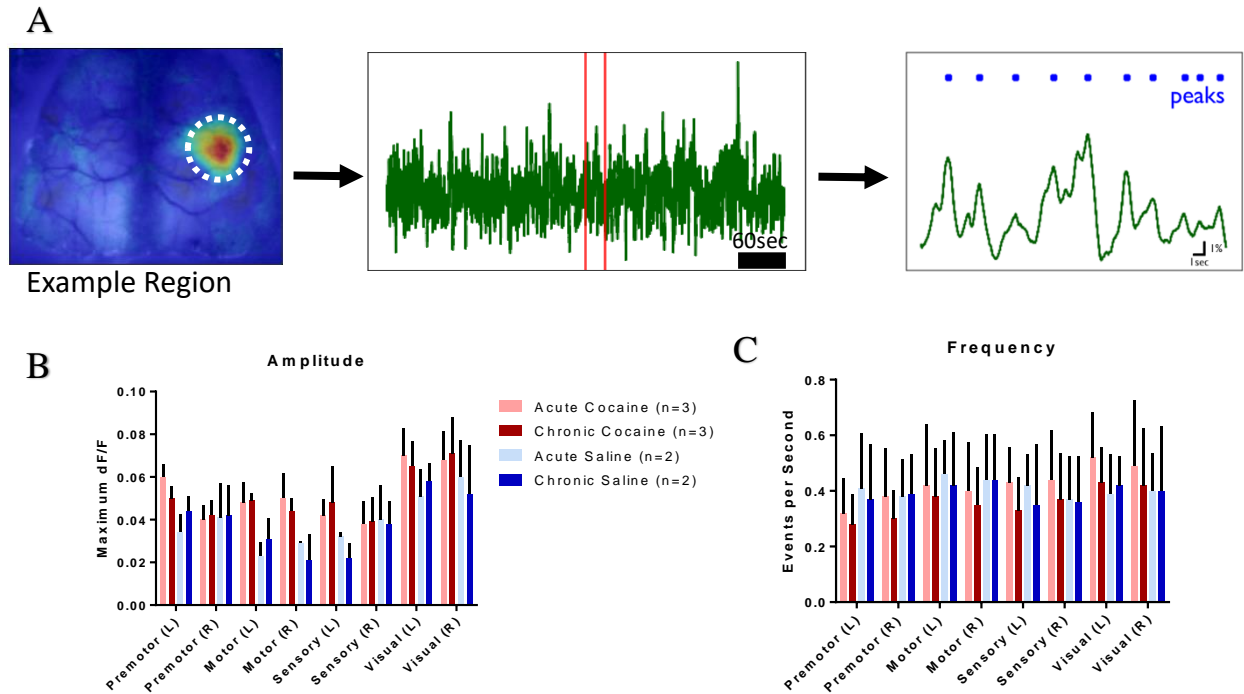 A
60sec
peaks
1%
1sec
Example Region
B
Amplitude
Maximum dF/F
0.10
0.08
0.06
0.04
0.02
0.00
Premotor (L)
Premotor (R)
Motor (L)
Motor (R)
Sensory (L)
Sensory (R)
Visual (L)
Visual (R)
Acute Cocaine (n=3)
Chronic Cocaine (n=3)
Acute Saline (n=2)
Chronic Saline (n=2)
C
Frequency
Events per Second
0.8
0.6
0.4
0.2
0.0
Premotor (L)
Premotor (R)
Motor (L)
Motor (R)
Sensory (L)
Sensory (R)
Visual (L)
Visual (R)